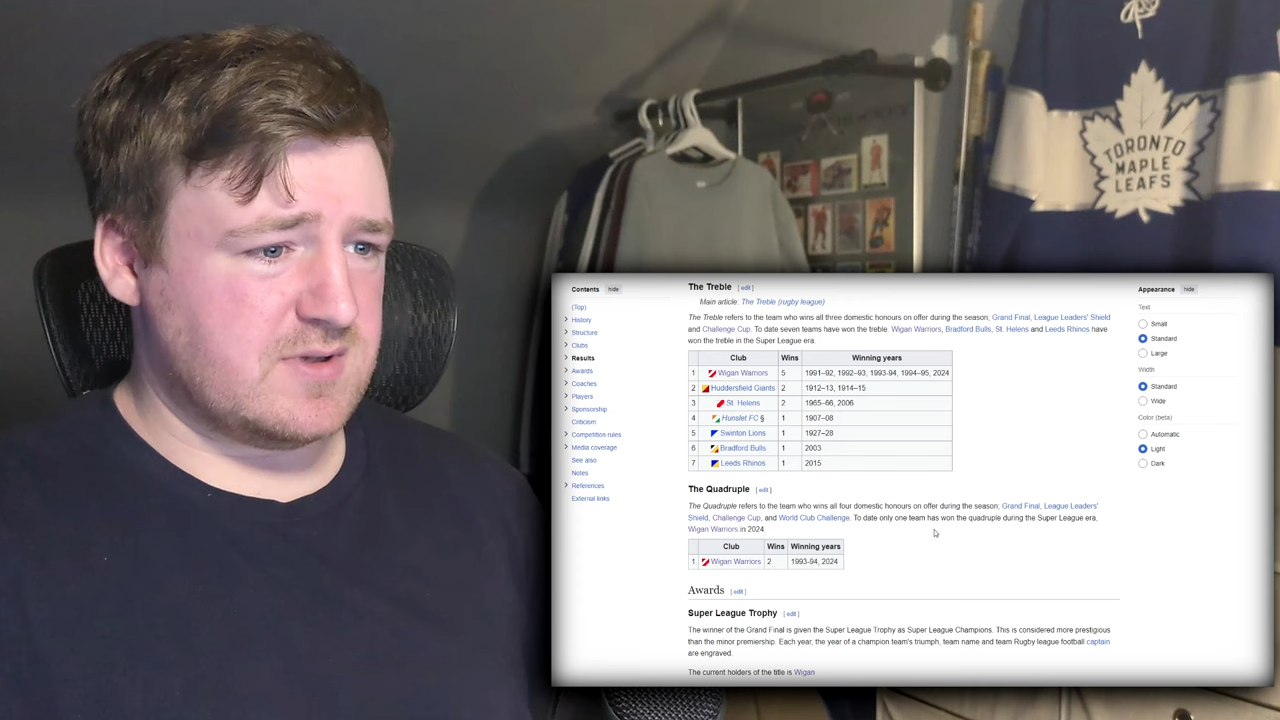 TORONTO
MAPLE
LEAFS
Contents hide
(Top)
History
Structure
Clubs
Results
Awards
Coaches
Players
Sponsorship
Criticism
Competition rules
Media coverage
See also
Notes
References
External links
The Treble [ edit ]
Main article: The Treble (rugby league)
The Treble refers to the team who wins all three domestic honours on offer during the season, Grand Final, League Leaders' Shield
and Challenge Cup. To date seven teams have won the treble. Wigan Warriors, Bradford Bulls, St. Helens and Leeds Rhinos have
won the treble in the Super League era.
Club Wins Winning years
1 Wigan Warriors 5 1991–92, 1992–93, 1993-94, 1994–95, 2024
2 Huddersfield Giants 2 1912–13, 1914–15
3 St. Helens 2 1965–66, 2006
4 Hunslet FC § 1 1907–08
5 Swinton Lions 1 1927–28
6 Bradford Bulls 1 2003
7 Leeds Rhinos 1 2015
The Quadruple [ edit ]
The Quadruple refers to the team who wins all four domestic honours on offer during the season, Grand Final, League Leaders'
Shield, Challenge Cup, and World Club Challenge. To date only one team has won the quadruple during the Super League era,
Wigan Warriors in 2024.
Club Wins Winning years
1 Wigan Warriors 2 1993-94, 2024
Awards [ edit ]
Super League Trophy [ edit ]
The winner of the Grand Final is given the Super League Trophy as Super League Champions. This is considered more prestigious
than the minor premiership. Each year, the year of a champion team's triumph, team name and team Rugby league football captain
are engraved.
The current holders of the title is Wigan
Appearance hide
Text
Small
Standard
Large
Width
Standard
Wide
Color (beta)
Automatic
Light
Dark